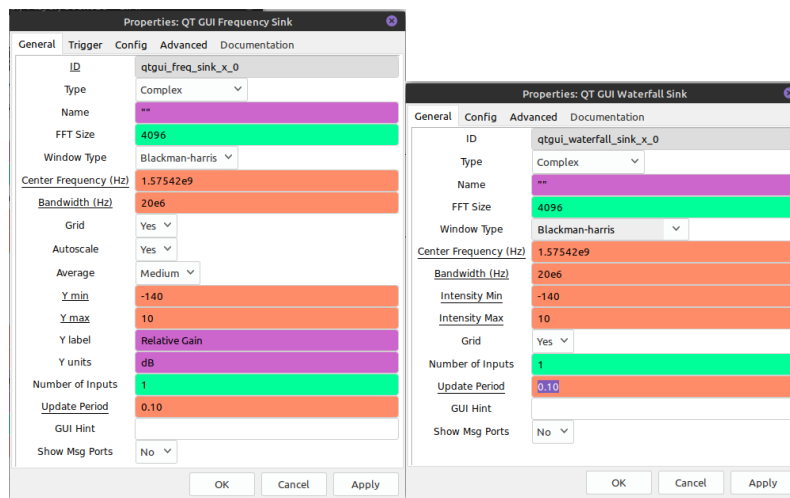 Properties: QT GUI Frequency Sink
General Trigger Config Advanced Documentation
ID qtgui_freq_sink_x_0
Type Complex
Name ""
FFT Size 4096
Window Type Blackman-harris
Center Frequency (Hz) 1.57542e9
Bandwidth (Hz) 20e6
Grid Yes
Autoscale Yes
Average Medium
Y min -140
Y max 10
Y label Relative Gain
Y units dB
Number of Inputs 1
Update Period 0.10
GUI Hint
Show Msg Ports No
OK Cancel Apply
Properties: QT GUI Waterfall Sink
General Config Advanced Documentation
ID qtgui_waterfall_sink_x_0
Type Complex
Name ""
FFT Size 4096
Window Type Blackman-harris
Center Frequency (Hz) 1.57542e9
Bandwidth (Hz) 20e6
Intensity Min -140
Intensity Max 10
Grid Yes
Number of Inputs 1
Update Period 0.10
GUI Hint
Show Msg Ports No
OK Cancel Apply